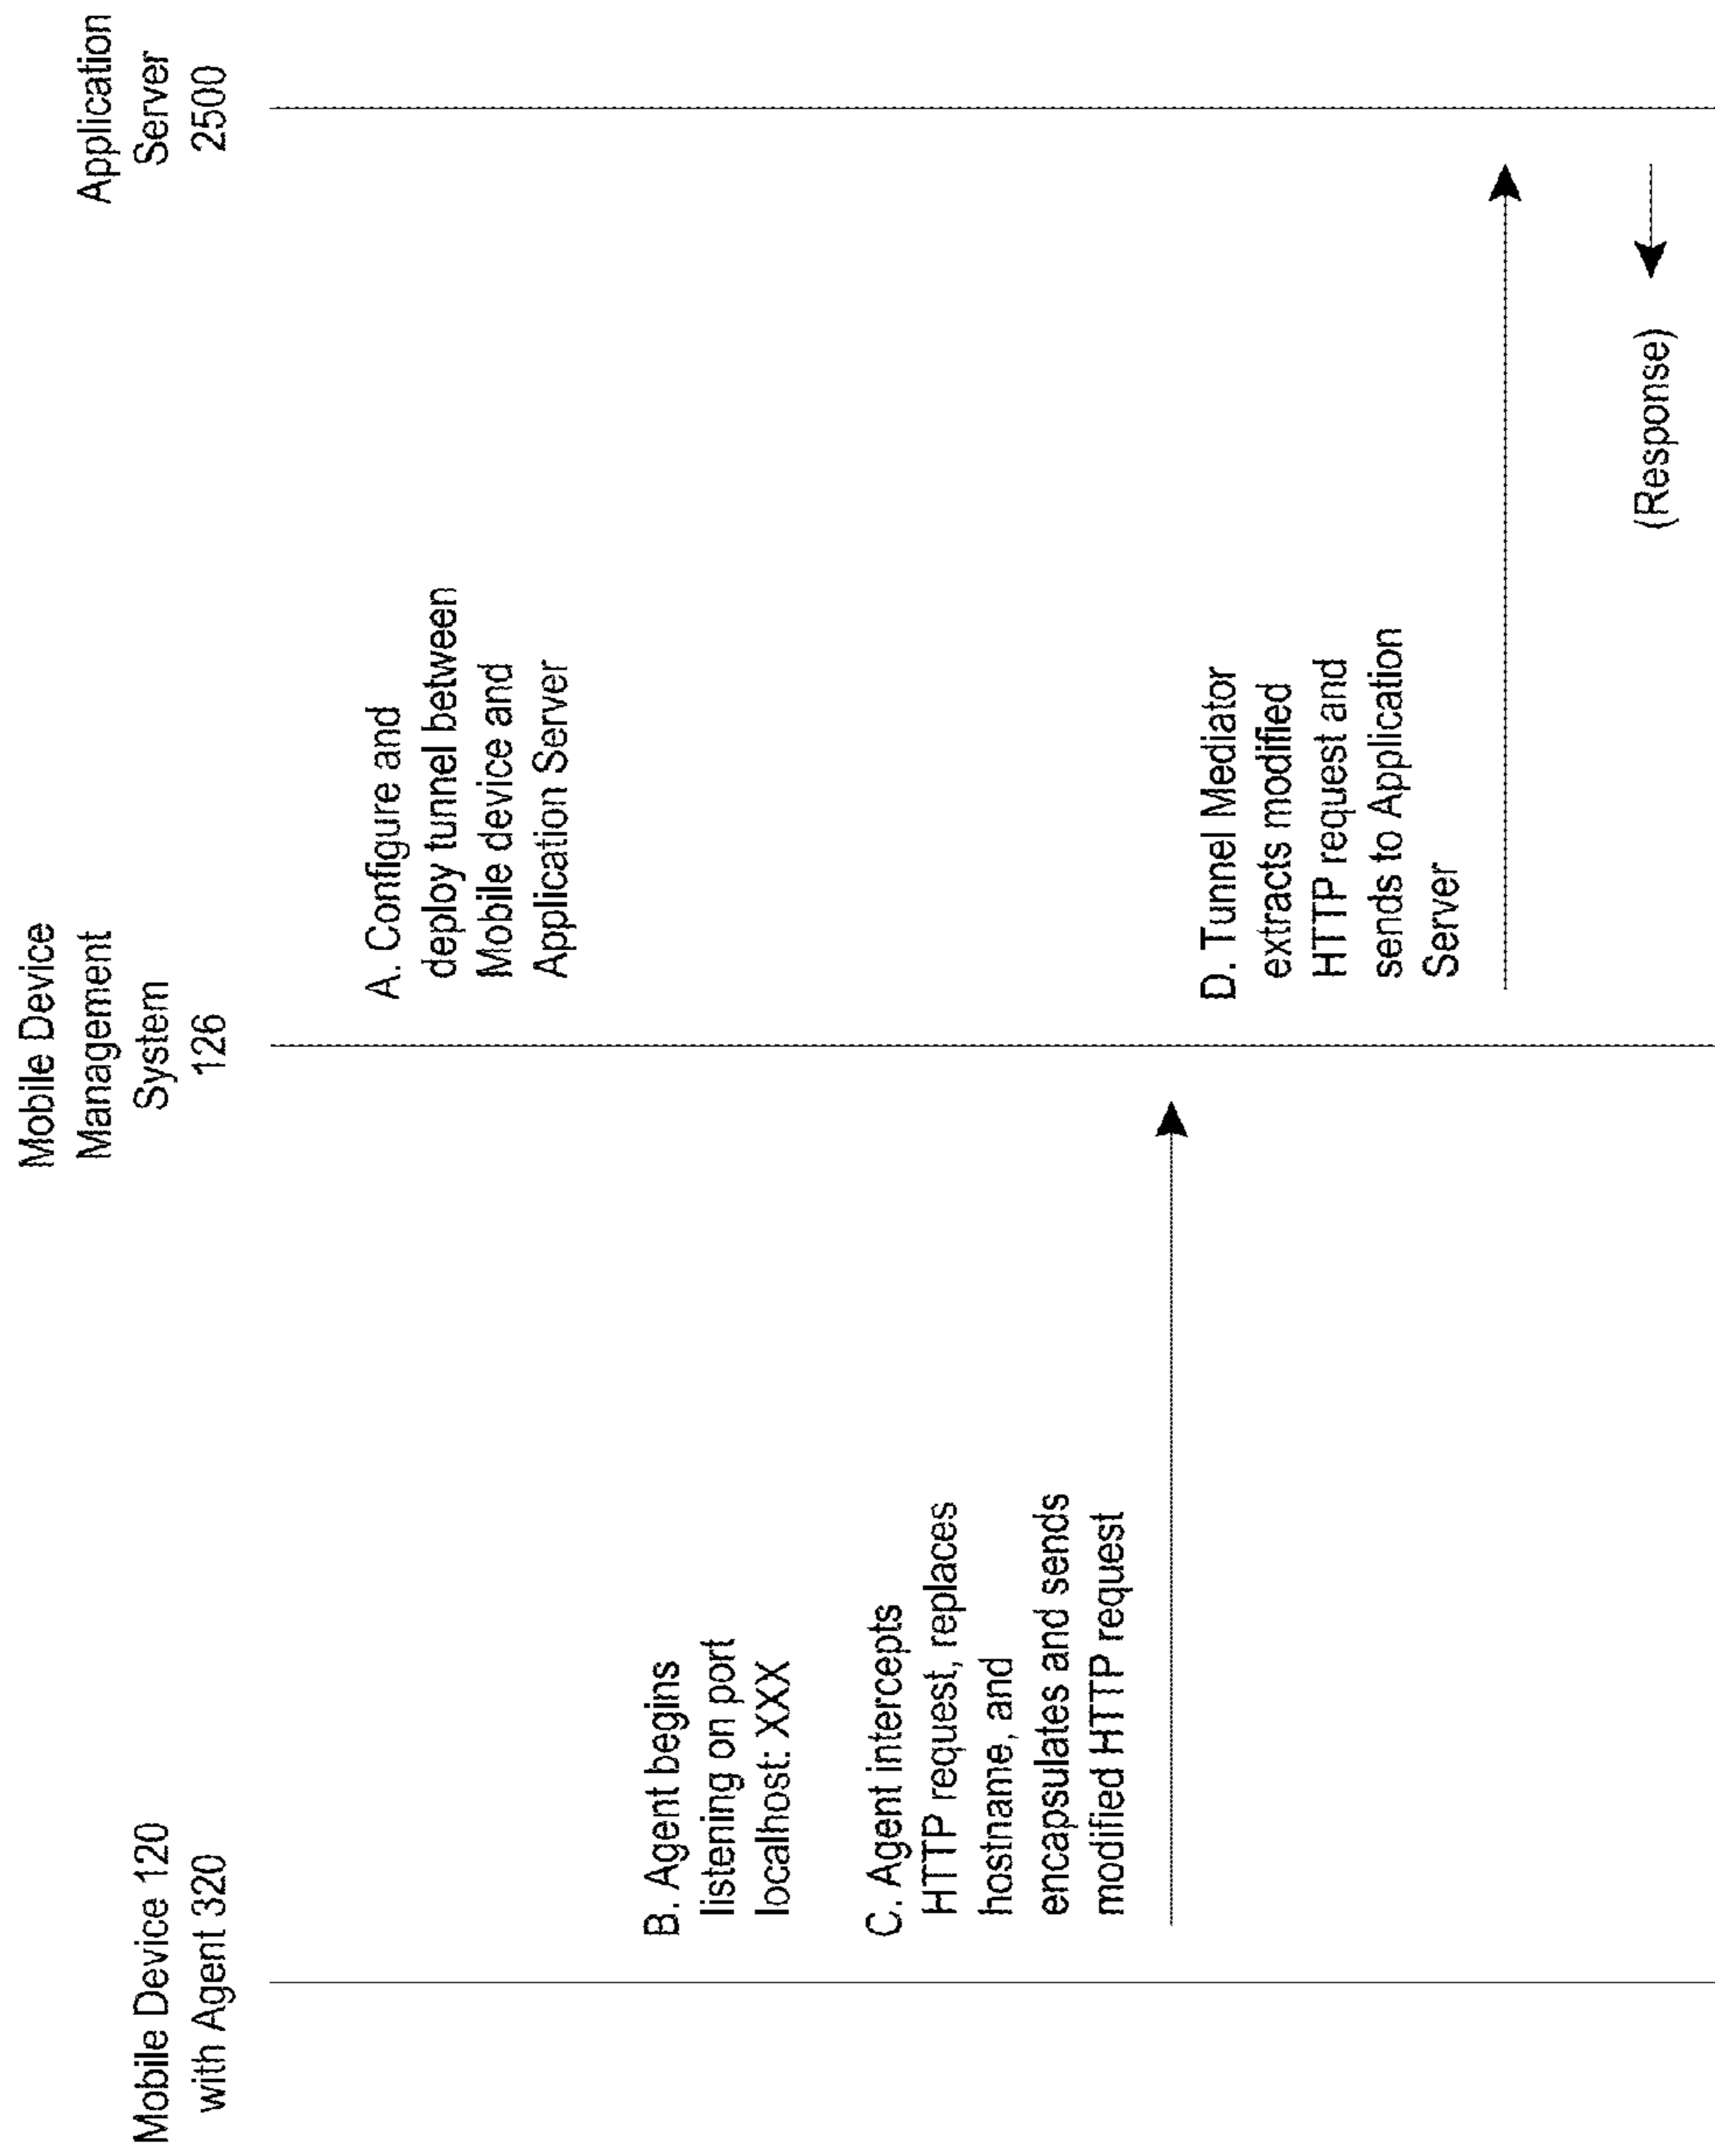 Mobile Device 120
with Agent 320
Mobile Device
Management
System
126
Application
Server
2500
A. Configure and
deploy tunnel between
Mobile device and
Application Server
B. Agent begins
listening on port
localhost: XXX
C. Agent intercepts
HTTP request, replaces
hostname, and
encapsulates and sends
modified HTTP request
D. Tunnel Mediator
extracts modified
HTTP request and
sends to Application
Server
(Response)